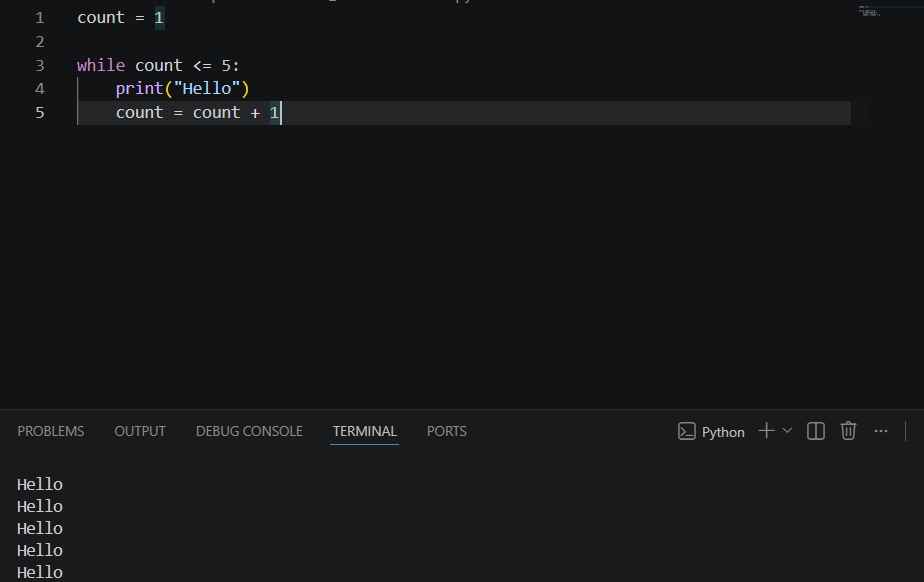 1 count = 1
2
3 while count <= 5:
4     print("Hello")
5     count = count + 1
PROBLEMS OUTPUT DEBUG CONSOLE TERMINAL PORTS Python
Hello
Hello
Hello
Hello
Hello